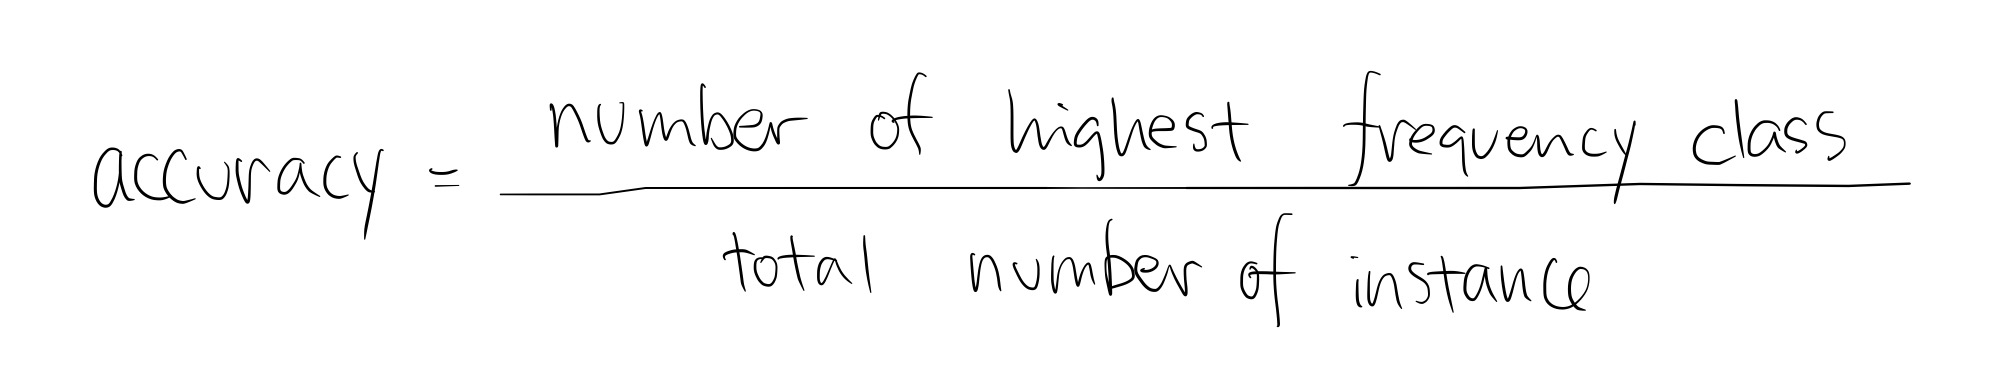 number of highest frequency class
accuracy =
total number of instance